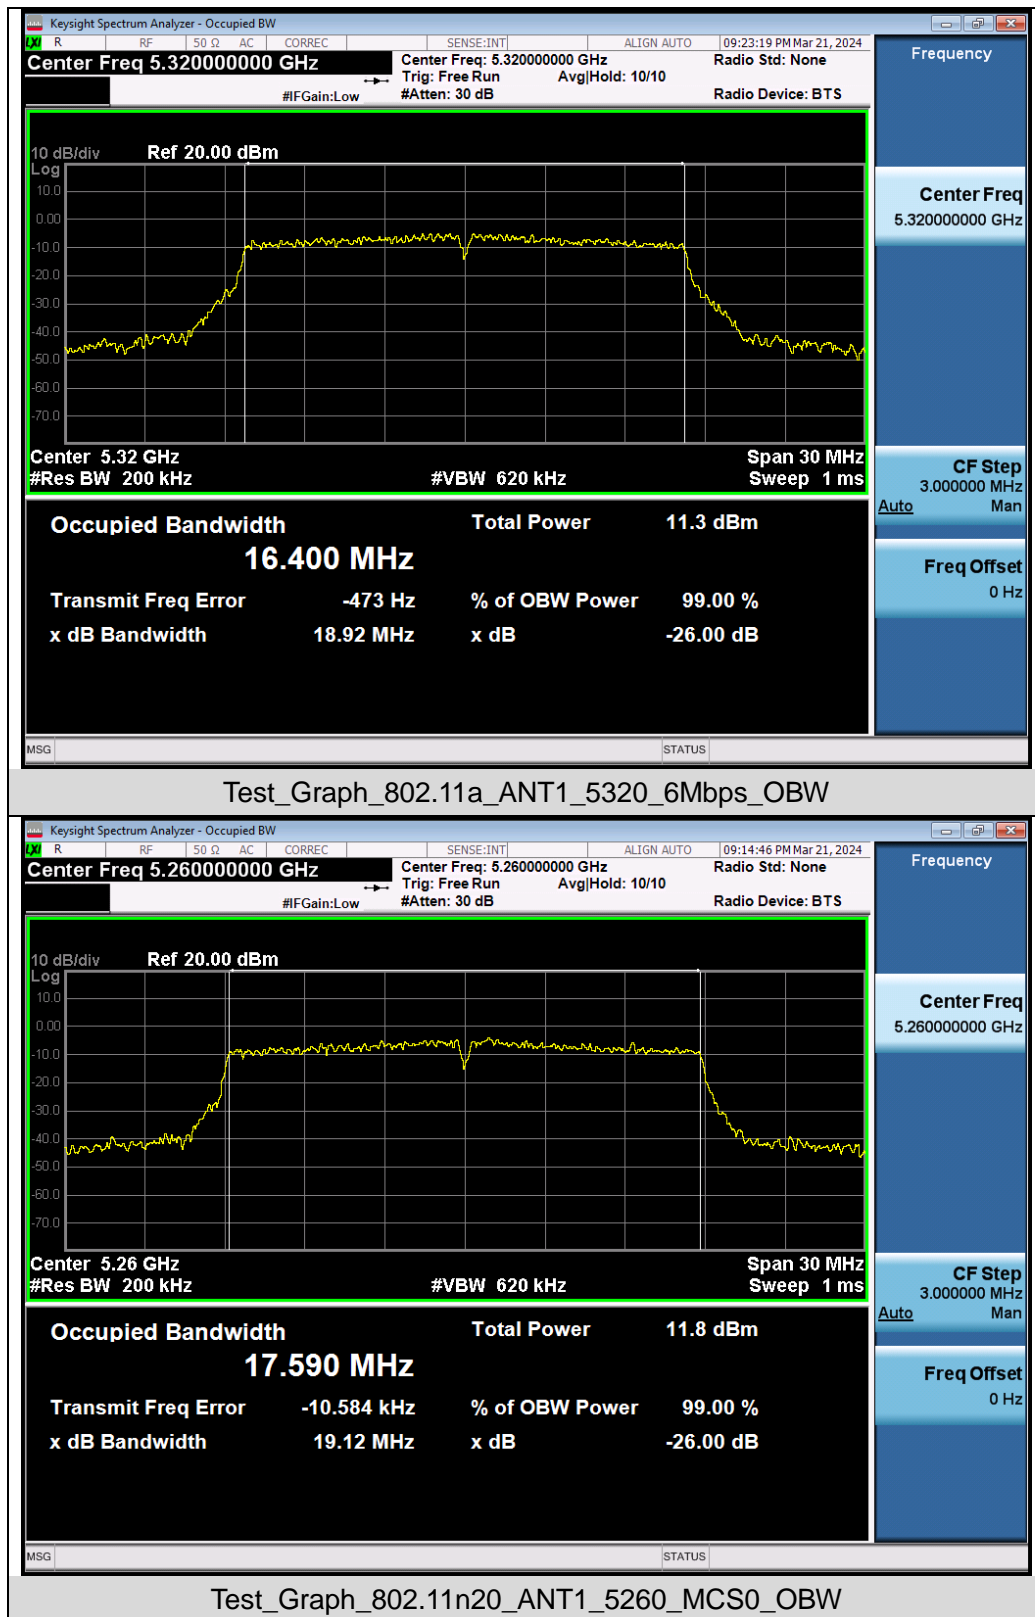 Keysight Spectrum Analyzer - Occupied BW
LXI R RF 50 Ω AC CORREC SENSE:INT ALIGN AUTO 09:23:19 PM Mar 21, 2024
Center Freq 5.320000000 GHz
Center Freq: 5.320000000 GHz
Radio Std: None
Trig: Free Run Avg|Hold: 10/10
#IFGain:Low
#Atten: 30 dB
Radio Device: BTS
Frequency
10 dB/div Ref 20.00 dBm
Log
10.0
0.00
-10.0
-20.0
-30.0
-40.0
-50.0
-60.0
-70.0
Center Freq
5.320000000 GHz
Center 5.32 GHz Span 30 MHz
#Res BW 200 kHz #VBW 620 kHz Sweep 1 ms
CF Step
3.000000 MHz
Auto Man
Occupied Bandwidth Total Power 11.3 dBm
16.400 MHz
Transmit Freq Error -473 Hz % of OBW Power 99.00 %
x dB Bandwidth 18.92 MHz x dB -26.00 dB
Freq Offset
0 Hz
MSG STATUS
Test_Graph_802.11a_ANT1_5320_6Mbps_OBW
Keysight Spectrum Analyzer - Occupied BW
LXI R RF 50 Ω AC CORREC SENSE:INT ALIGN AUTO 09:14:46 PM Mar 21, 2024
Center Freq 5.260000000 GHz
Center Freq: 5.260000000 GHz
Radio Std: None
Trig: Free Run Avg|Hold: 10/10
#IFGain:Low
#Atten: 30 dB
Radio Device: BTS
Frequency
10 dB/div Ref 20.00 dBm
Log
10.0
0.00
-10.0
-20.0
-30.0
-40.0
-50.0
-60.0
-70.0
Center Freq
5.260000000 GHz
Center 5.26 GHz Span 30 MHz
#Res BW 200 kHz #VBW 620 kHz Sweep 1 ms
CF Step
3.000000 MHz
Auto Man
Occupied Bandwidth Total Power 11.8 dBm
17.590 MHz
Transmit Freq Error -10.584 kHz % of OBW Power 99.00 %
x dB Bandwidth 19.12 MHz x dB -26.00 dB
Freq Offset
0 Hz
MSG STATUS
Test_Graph_802.11n20_ANT1_5260_MCS0_OBW